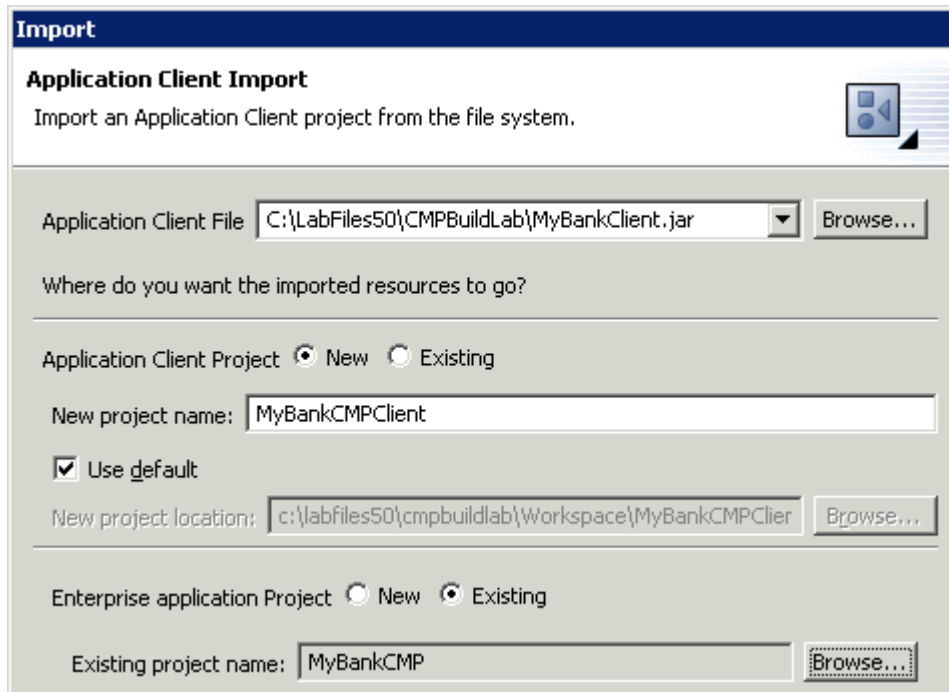 Import
Application Client Import
Import an Application Client project from the file system.
Application Client File C:\LabFiles50\CMPBuildLab\MyBankClient.jar Browse...
Where do you want the imported resources to go?
Application Client Project New Existing
New project name: MyBankCMPClient
Use default
New project location: c:\labfiles50\cmpbuildlab\Workspace\MyBankCMPClier Browse...
Enterprise application Project New Existing
Existing project name: MyBankCMP Browse...